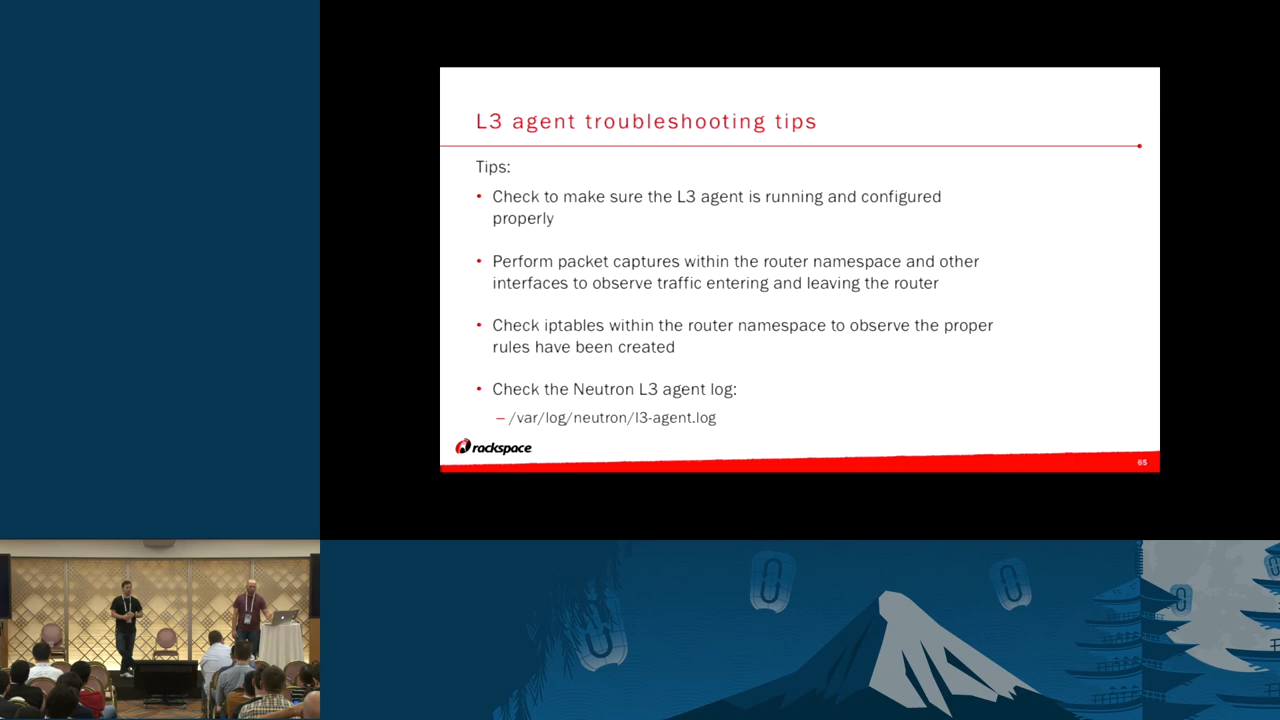 L3 agent troubleshooting tips
Tips:
• Check to make sure the L3 agent is running and configured
properly
• Perform packet captures within the router namespace and other
interfaces to observe traffic entering and leaving the router
• Check iptables within the router namespace to observe the proper
rules have been created
• Check the Neutron L3 agent log:
– /var/log/neutron/l3-agent.log
rackspace
65